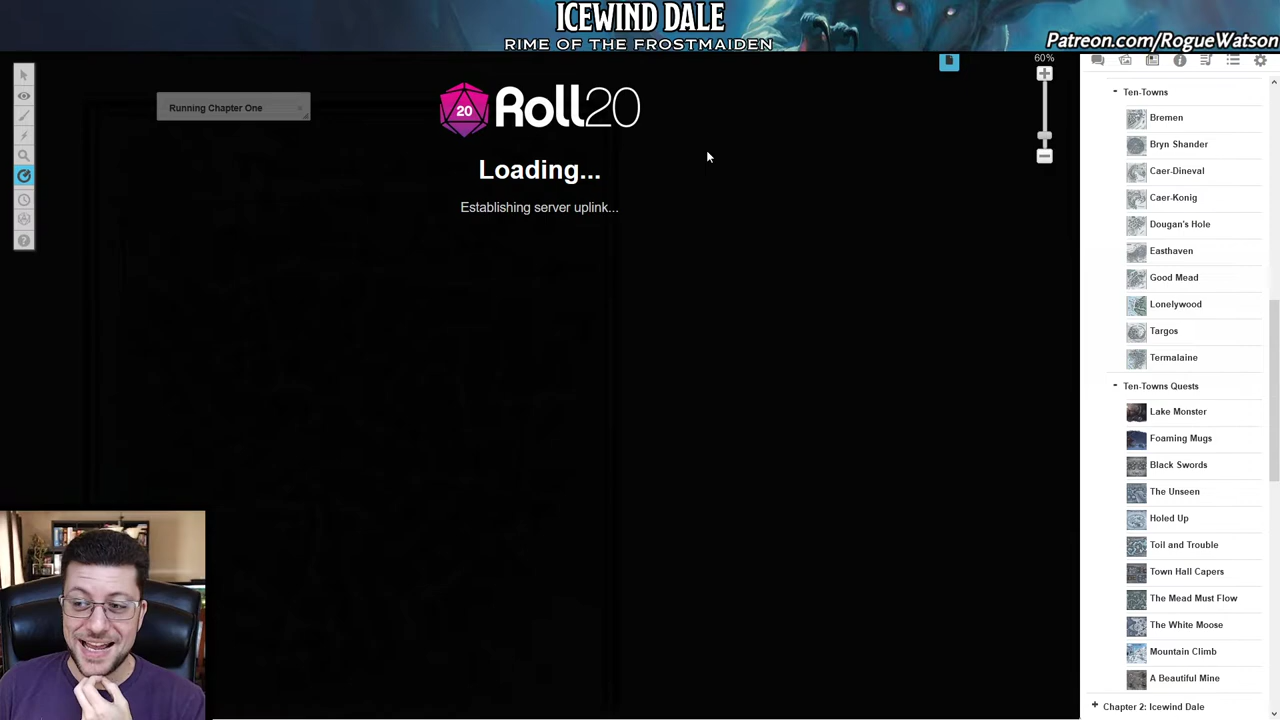 ICEWIND DALE
RIME OF THE FROSTMAIDEN
Patreon.com/RogueWatson
60%
Running Chapter One
20
Roll20
Loading...
Establishing server uplink...
Ten-Towns
Bremen
Bryn Shander
Caer-Dineval
Caer-Konig
Dougan's Hole
Easthaven
Good Mead
Lonelywood
Targos
Termalaine
Ten-Towns Quests
Lake Monster
Foaming Mugs
Black Swords
The Unseen
Holed Up
Toil and Trouble
Town Hall Capers
The Mead Must Flow
The White Moose
Mountain Climb
A Beautiful Mine
Chapter 2: Icewind Dale